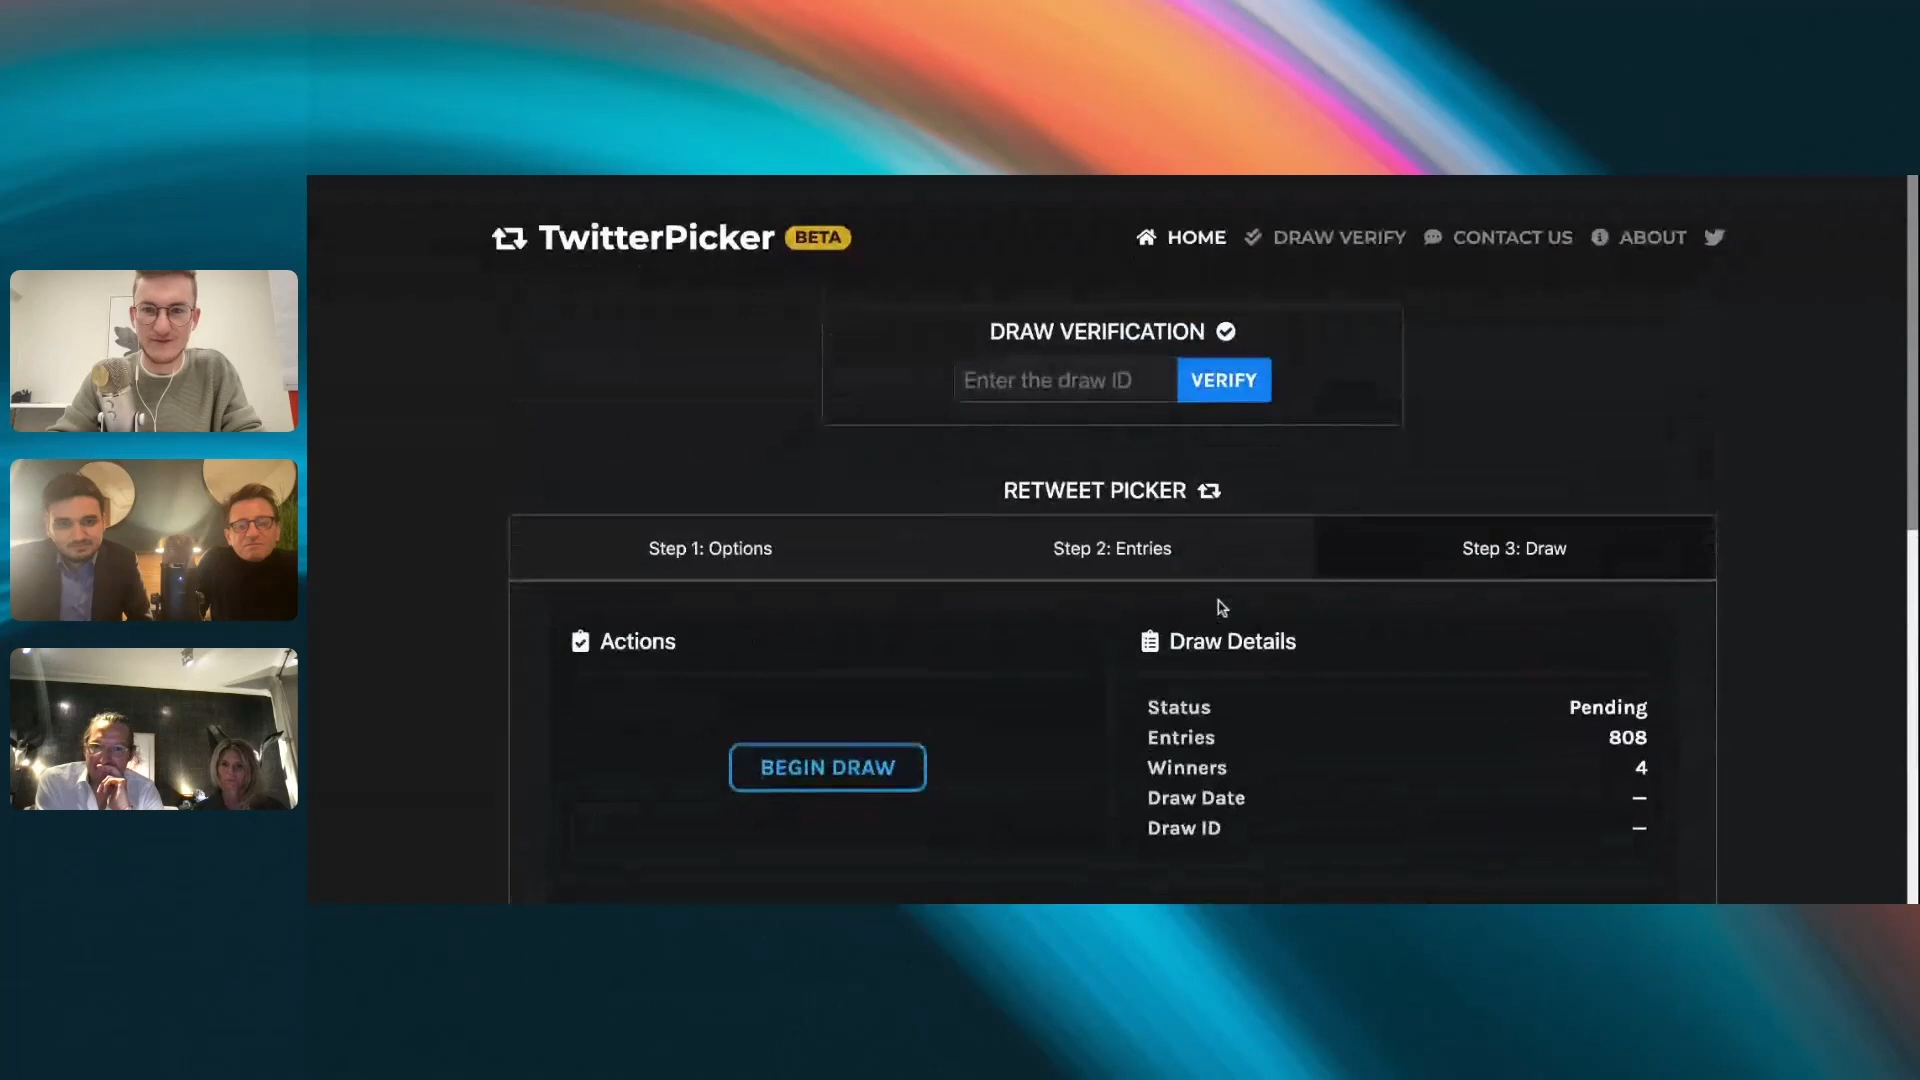 TwitterPicker BETA
HOME DRAW VERIFY CONTACT US ABOUT
DRAW VERIFICATION
Enter the draw ID VERIFY
RETWEET PICKER
Step 1: Options Step 2: Entries Step 3: Draw
Actions Draw Details
Status Pending
Entries 808
BEGIN DRAW Winners 4
Draw Date —
Draw ID —